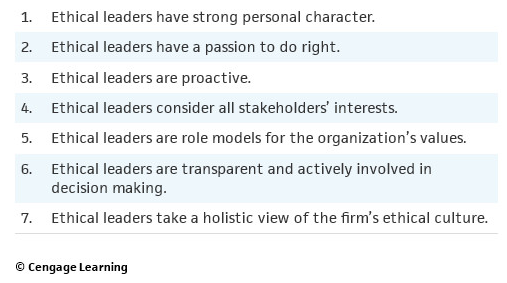 1. Ethical leaders have strong personal character.
2. Ethical leaders have a passion to do right.
3. Ethical leaders are proactive.
4. Ethical leaders consider all stakeholders’ interests.
5. Ethical leaders are role models for the organization’s values.
6. Ethical leaders are transparent and actively involved in
decision making.
7. Ethical leaders take a holistic view of the firm’s ethical culture.
© Cengage Learning